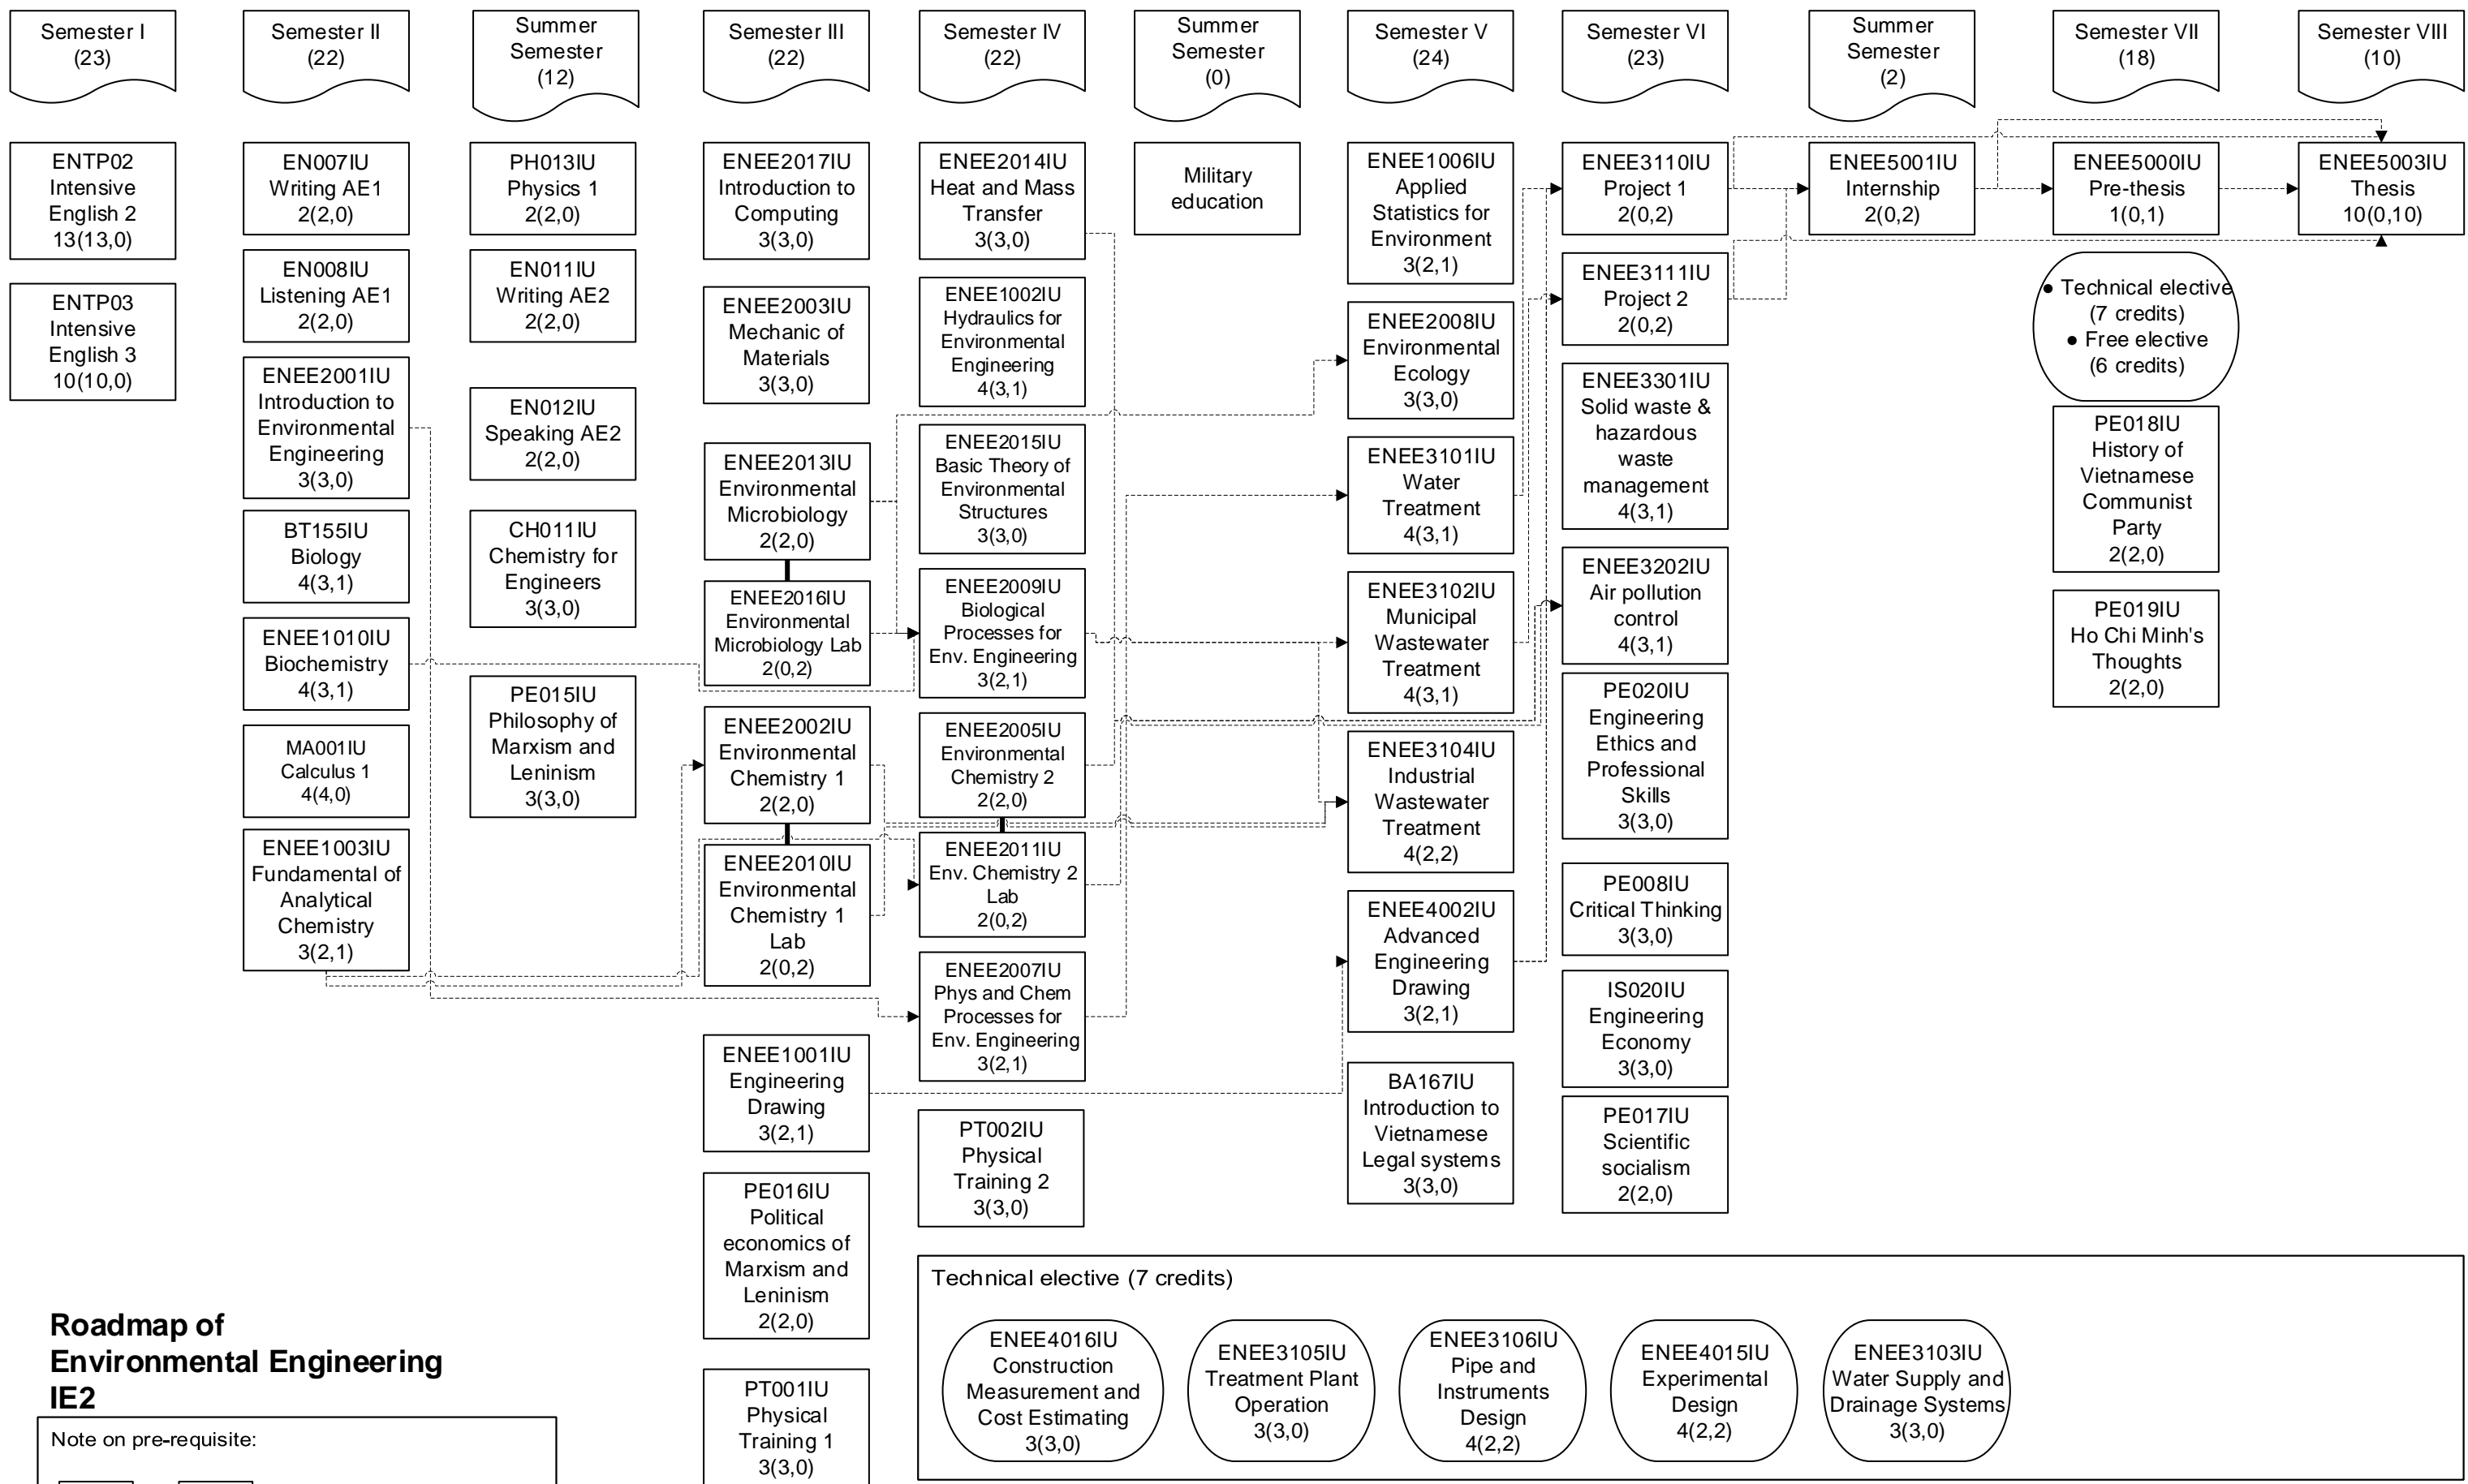 Semester I
(23)
Semester II
(22)
Summer
Semester
(12)
Semester III
(22)
Semester IV
(22)
Summer
Semester
(0)
Semester V
(24)
Semester VI
(23)
Summer
Semester
(2)
Semester VII
(18)
Semester VIII
(10)
ENTP02
Intensive
English 2
13(13,0)
ENTP03
Intensive
English 3
10(10,0)
EN007IU
Writing AE1
2(2,0)
EN008IU
Listening AE1
2(2,0)
ENEE2001IU
Introduction to
Environmental
Engineering
3(3,0)
BT155IU
Biology
4(3,1)
ENEE1010IU
Biochemistry
4(3,1)
MA001IU
Calculus 1
4(4,0)
ENEE1003IU
Fundamental of
Analytical
Chemistry
3(2,1)
PH013IU
Physics 1
2(2,0)
EN011IU
Writing AE2
2(2,0)
EN012IU
Speaking AE2
2(2,0)
CH011IU
Chemistry for
Engineers
3(3,0)
PE015IU
Philosophy of
Marxism and
Leninism
3(3,0)
ENEE2017IU
Introduction to
Computing
3(3,0)
ENEE2003IU
Mechanic of
Materials
3(3,0)
ENEE2013IU
Environmental
Microbiology
2(2,0)
ENEE2016IU
Environmental
Microbiology Lab
2(0,2)
ENEE2002IU
Environmental
Chemistry 1
2(2,0)
ENEE2010IU
Environmental
Chemistry 1
Lab
2(0,2)
ENEE1001IU
Engineering
Drawing
3(2,1)
PE016IU
Political
economics of
Marxism and
Leninism
2(2,0)
PT001IU
Physical
Training 1
3(3,0)
ENEE2014IU
Heat and Mass
Transfer
3(3,0)
ENEE1002IU
Hydraulics for
Environmental
Engineering
4(3,1)
ENEE2015IU
Basic Theory of
Environmental
Structures
3(3,0)
ENEE2009IU
Biological
Processes for
Env. Engineering
3(2,1)
ENEE2005IU
Environmental
Chemistry 2
2(2,0)
ENEE2011IU
Env. Chemistry 2
Lab
2(0,2)
ENEE2007IU
Phys and Chem
Processes for
Env. Engineering
3(2,1)
PT002IU
Physical
Training 2
3(3,0)
Military
education
ENEE1006IU
Applied
Statistics for
Environment
3(2,1)
ENEE2008IU
Environmental
Ecology
3(3,0)
ENEE3101IU
Water
Treatment
4(3,1)
ENEE3102IU
Municipal
Wastewater
Treatment
4(3,1)
ENEE3104IU
Industrial
Wastewater
Treatment
4(2,2)
ENEE4002IU
Advanced
Engineering
Drawing
3(2,1)
BA167IU
Introduction to
Vietnamese
Legal systems
3(3,0)
ENEE3110IU
Project 1
2(0,2)
ENEE3111IU
Project 2
2(0,2)
ENEE3301IU
Solid waste &
hazardous
waste
management
4(3,1)
ENEE3202IU
Air pollution
control
4(3,1)
PE020IU
Engineering
Ethics and
Professional
Skills
3(3,0)
PE008IU
Critical Thinking
3(3,0)
IS020IU
Engineering
Economy
3(3,0)
PE017IU
Scientific
socialism
2(2,0)
ENEE5001IU
Internship
2(0,2)
ENEE5000IU
Pre-thesis
1(0,1)
● Technical elective
(7 credits)
● Free elective
(6 credits)
PE018IU
History of
Vietnamese
Communist
Party
2(2,0)
PE019IU
Ho Chi Minh's
Thoughts
2(2,0)
ENEE5003IU
Thesis
10(0,10)
Technical elective (7 credits)
ENEE4016IU
Construction
Measurement and
Cost Estimating
3(3,0)
ENEE3105IU
Treatment Plant
Operation
3(3,0)
ENEE3106IU
Pipe and
Instruments
Design
4(2,2)
ENEE4015IU
Experimental
Design
4(2,2)
ENEE3103IU
Water Supply and
Drainage Systems
3(3,0)
Roadmap of
Environmental Engineering
IE2
Note on pre-requisite: